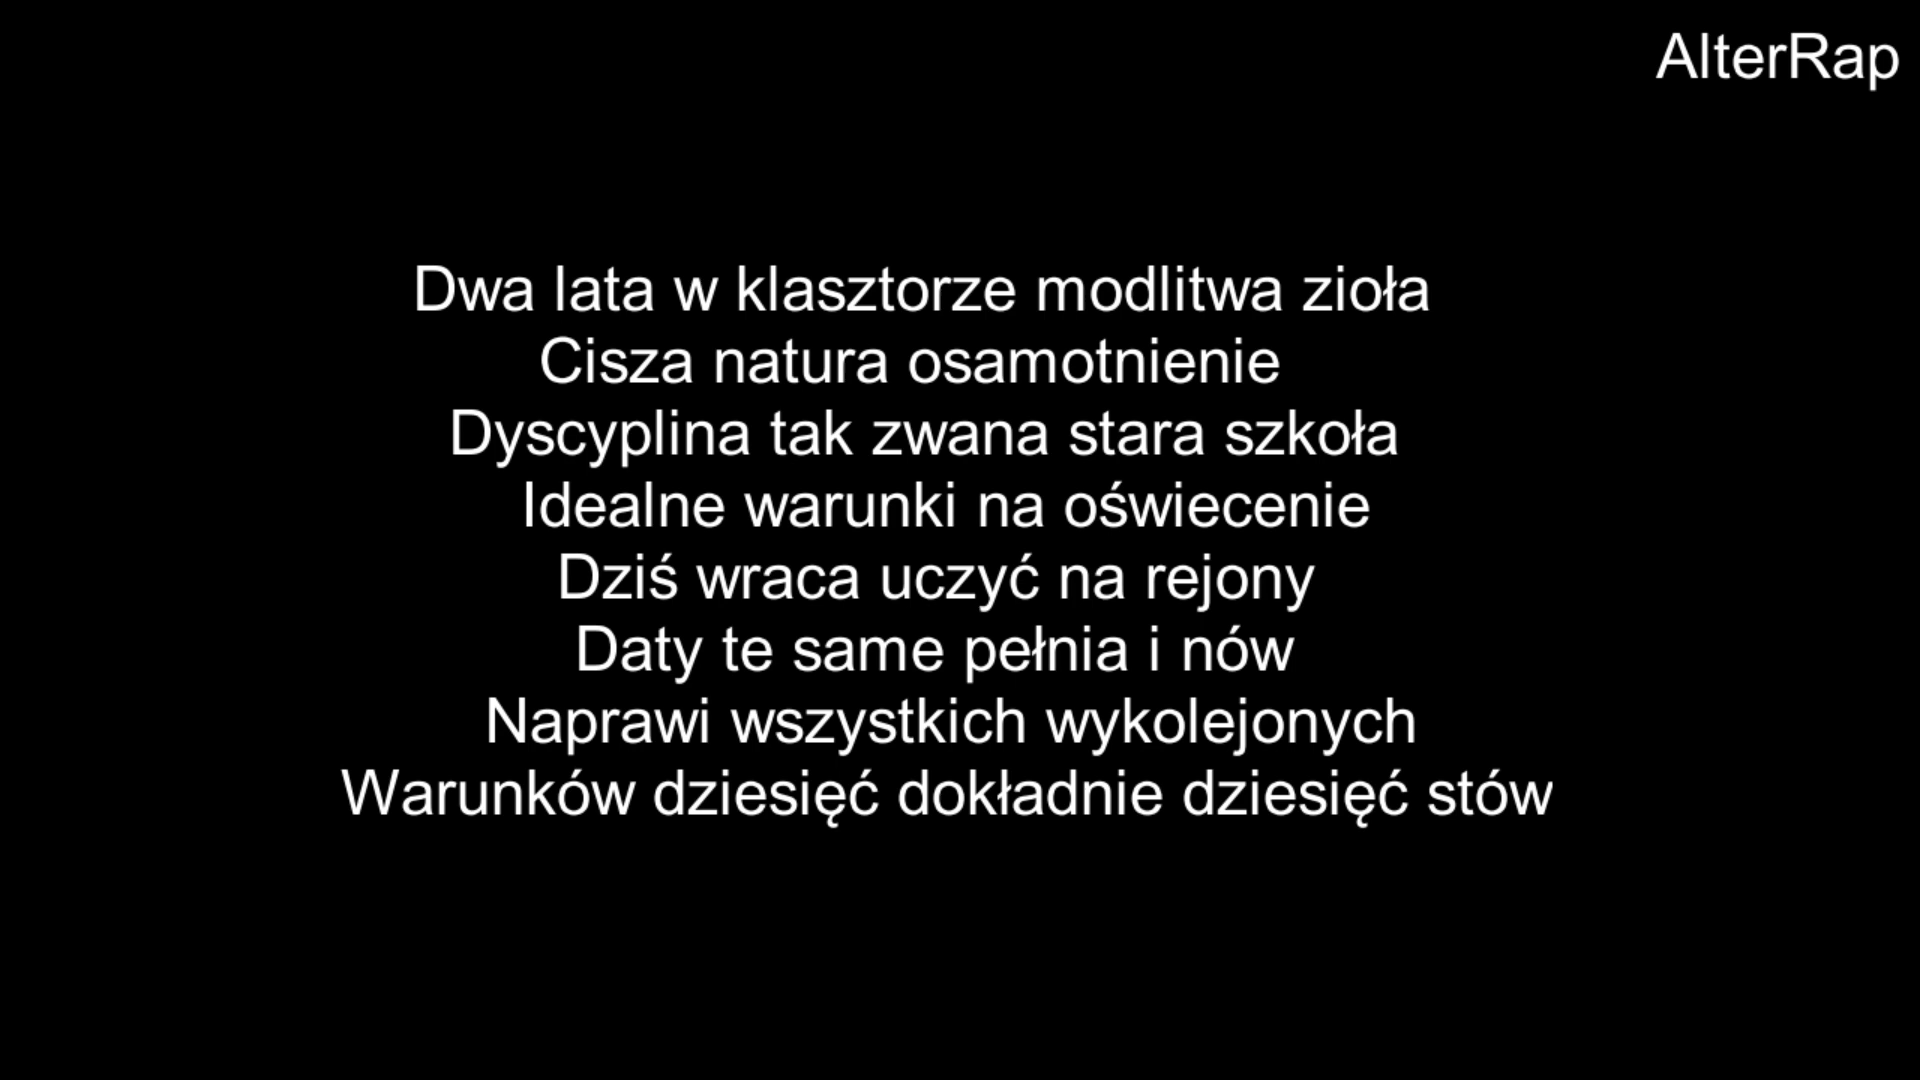 AlterRap
Dwa lata w klasztorze modlitwa zioła
Cisza natura osamotnienie
Dyscyplina tak zwana stara szkoła
Idealne warunki na oświecenie
Dziś wraca uczyć na rejony
Daty te same pełnia i nów
Naprawi wszystkich wykolejonych
Warunków dziesięć dokładnie dziesięć stów